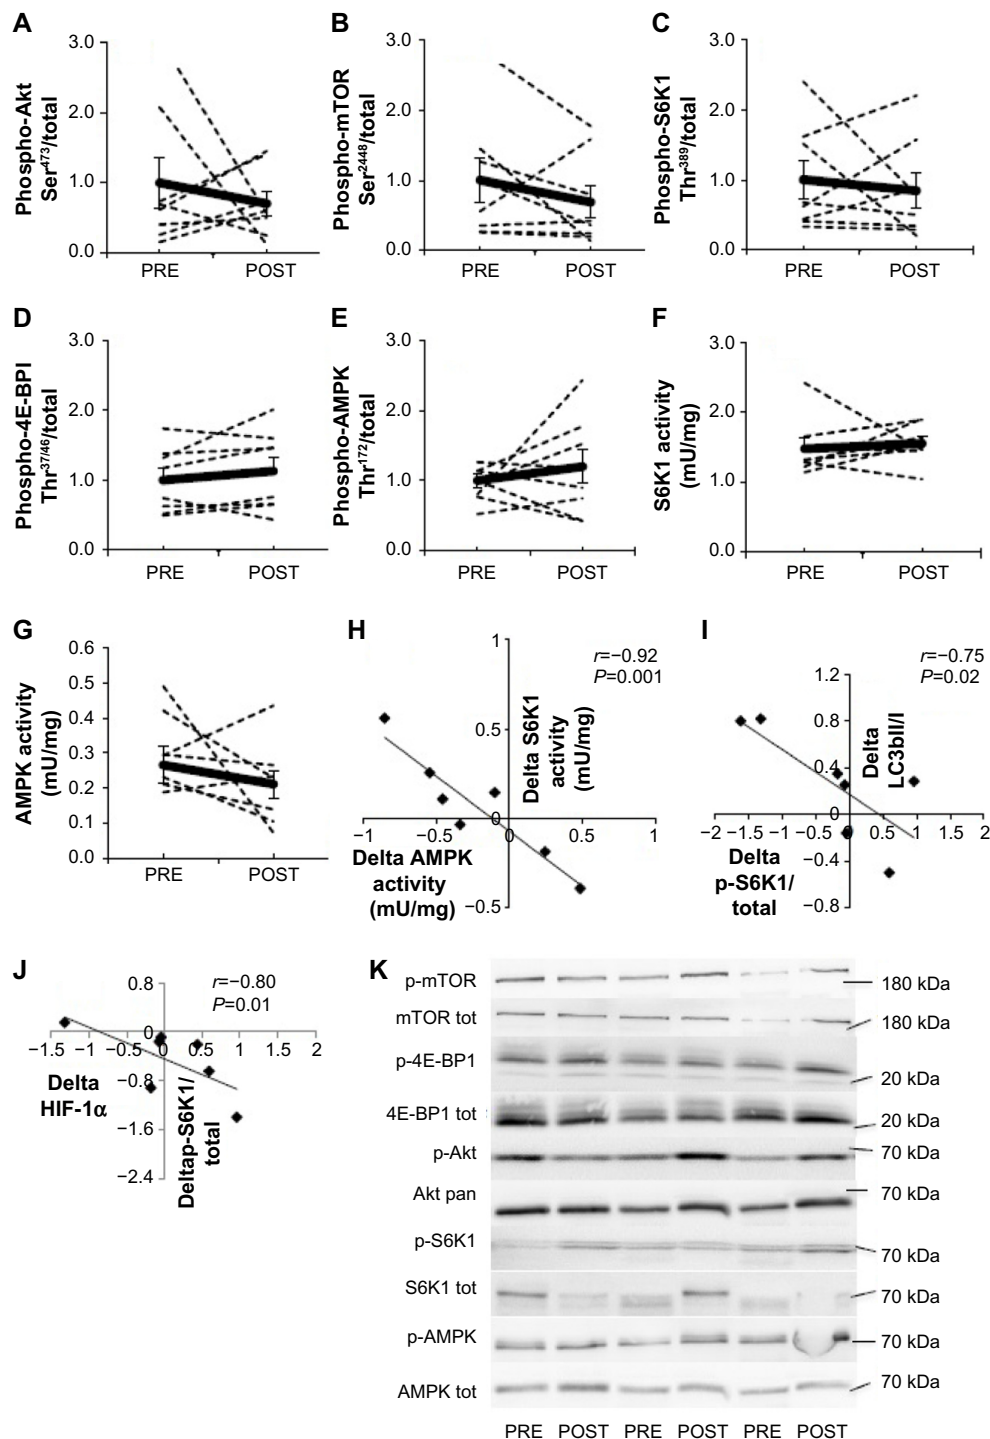 A
Phospho-Akt
Ser473/total
3.0
2.0
1.0
0.0
PRE
POST
B
Phospho-mTOR
Ser2448/total
3.0
2.0
1.0
0.0
PRE
POST
C
Phospho-S6K1
Thr389/total
3.0
2.0
1.0
0.0
PRE
POST
D
Phospho-4E-BPI
Thr37/46/total
3.0
2.0
1.0
0.0
PRE
POST
E
Phospho-AMPK
Thr172/total
3.0
2.0
1.0
0.0
PRE
POST
F
S6K1 activity
(mU/mg)
3.0
2.0
1.0
0.0
PRE
POST
G
AMPK activity
(mU/mg)
0.6
0.5
0.4
0.3
0.2
0.1
0.0
PRE
POST
H
r=−0.92
P=0.001
Delta S6K1
activity
(mU/mg)
1
0.5
0
−0.5
−1
−0.5
0
0.5
1
Delta AMPK
activity
(mU/mg)
I
r=−0.75
P=0.02
Delta
LC3bII/I
1.2
0.8
0.4
0
−0.4
−0.8
−2
−1.5
−1
−0.5
0
0.5
1
1.5
2
Delta
p-S6K1/
total
J
r=−0.80
P=0.01
0.8
0
−0.8
−1.6
−2.4
−1.5
−1
−0.5
0
0.5
1
1.5
2
Delta
HIF-1α
Deltap-S6K1/
total
K
p-mTOR
180 kDa
mTOR tot
180 kDa
p-4E-BP1
20 kDa
4E-BP1 tot
20 kDa
p-Akt
70 kDa
Akt pan
70 kDa
p-S6K1
70 kDa
S6K1 tot
70 kDa
p-AMPK
70 kDa
AMPK tot
70 kDa
PRE POST PRE POST PRE POST